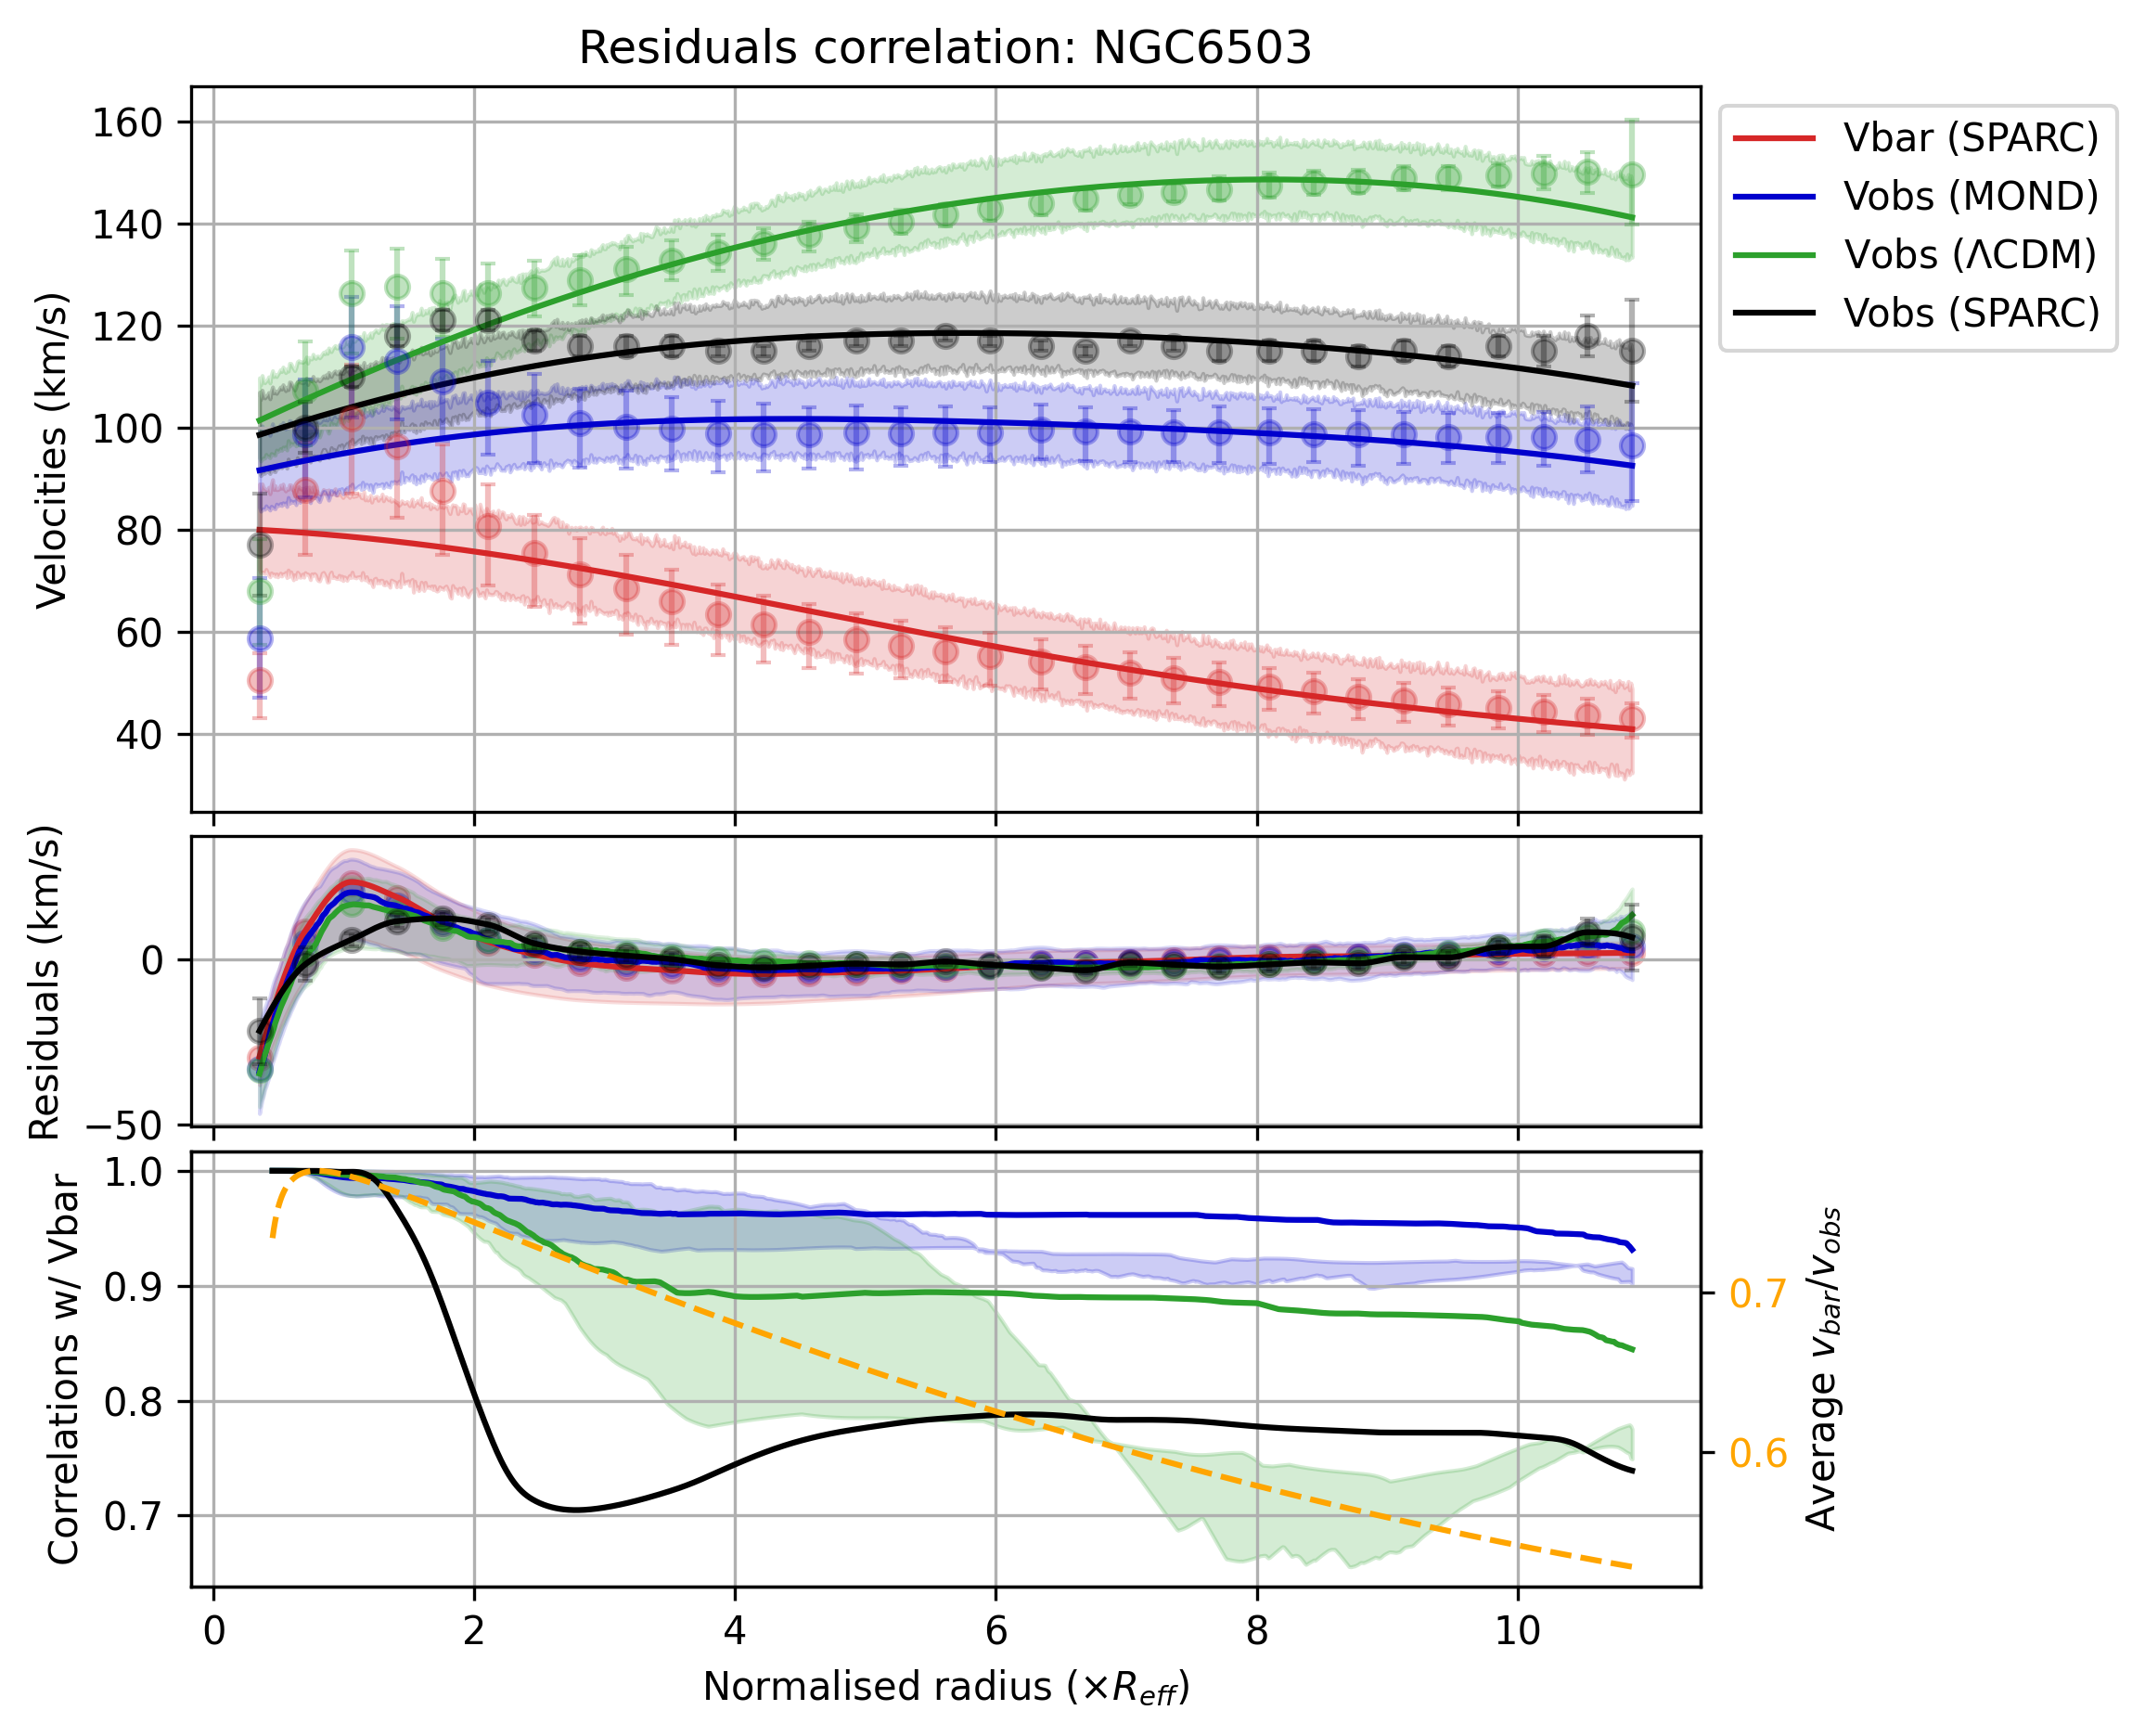 Residuals correlation: NGC6503
Velocities (km/s)
160
140
120
100
80
60
40
Vbar (SPARC)
Vobs (MOND)
Vobs (ΛCDM)
Vobs (SPARC)
Residuals (km/s)
0
−50
Correlations w/ Vbar
1.0
0.9
0.8
0.7
0.7
0.6
Average v_bar/v_obs
0 2 4 6 8 10
Normalised radius (×R_eff)